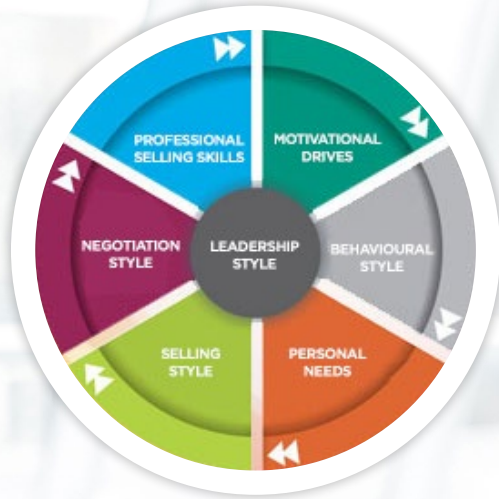 PROFESSIONAL
SELLING SKILLS
MOTIVATIONAL
DRIVES
NEGOTIATION
STYLE
LEADERSHIP
STYLE
BEHAVIOURAL
STYLE
SELLING
STYLE
PERSONAL
NEEDS